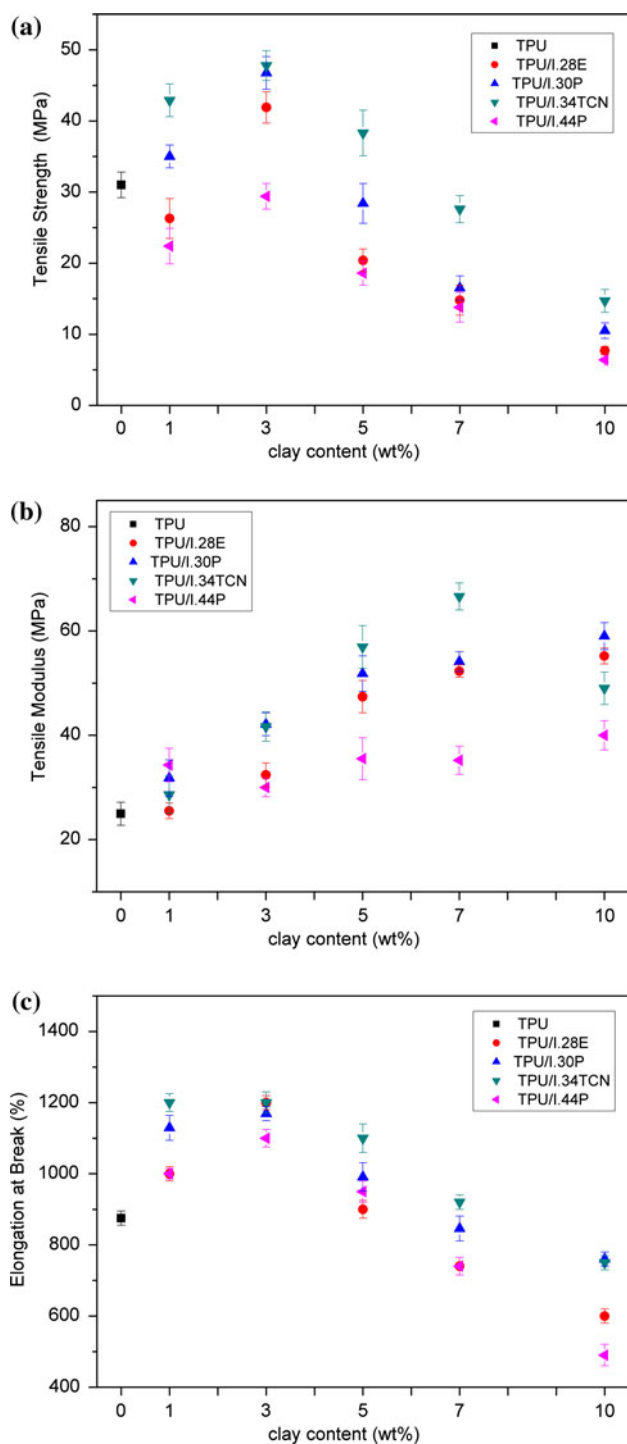 (a)
60
50
40
30
20
10
0
Tensile Strength (MPa)
TPU
TPU/I.28E
TPU/I.30P
TPU/I.34TCN
TPU/I.44P
0 1 3 5 7 10
clay content (wt%)
(b)
80
60
40
20
Tensile Modulus (MPa)
TPU
TPU/I.28E
TPU/I.30P
TPU/I.34TCN
TPU/I.44P
0 1 3 5 7 10
clay content (wt%)
(c)
1400
1200
1000
800
600
400
Elongation at Break (%)
TPU
TPU/I.28E
TPU/I.30P
TPU/I.34TCN
TPU/I.44P
0 1 3 5 7 10
clay content (wt%)